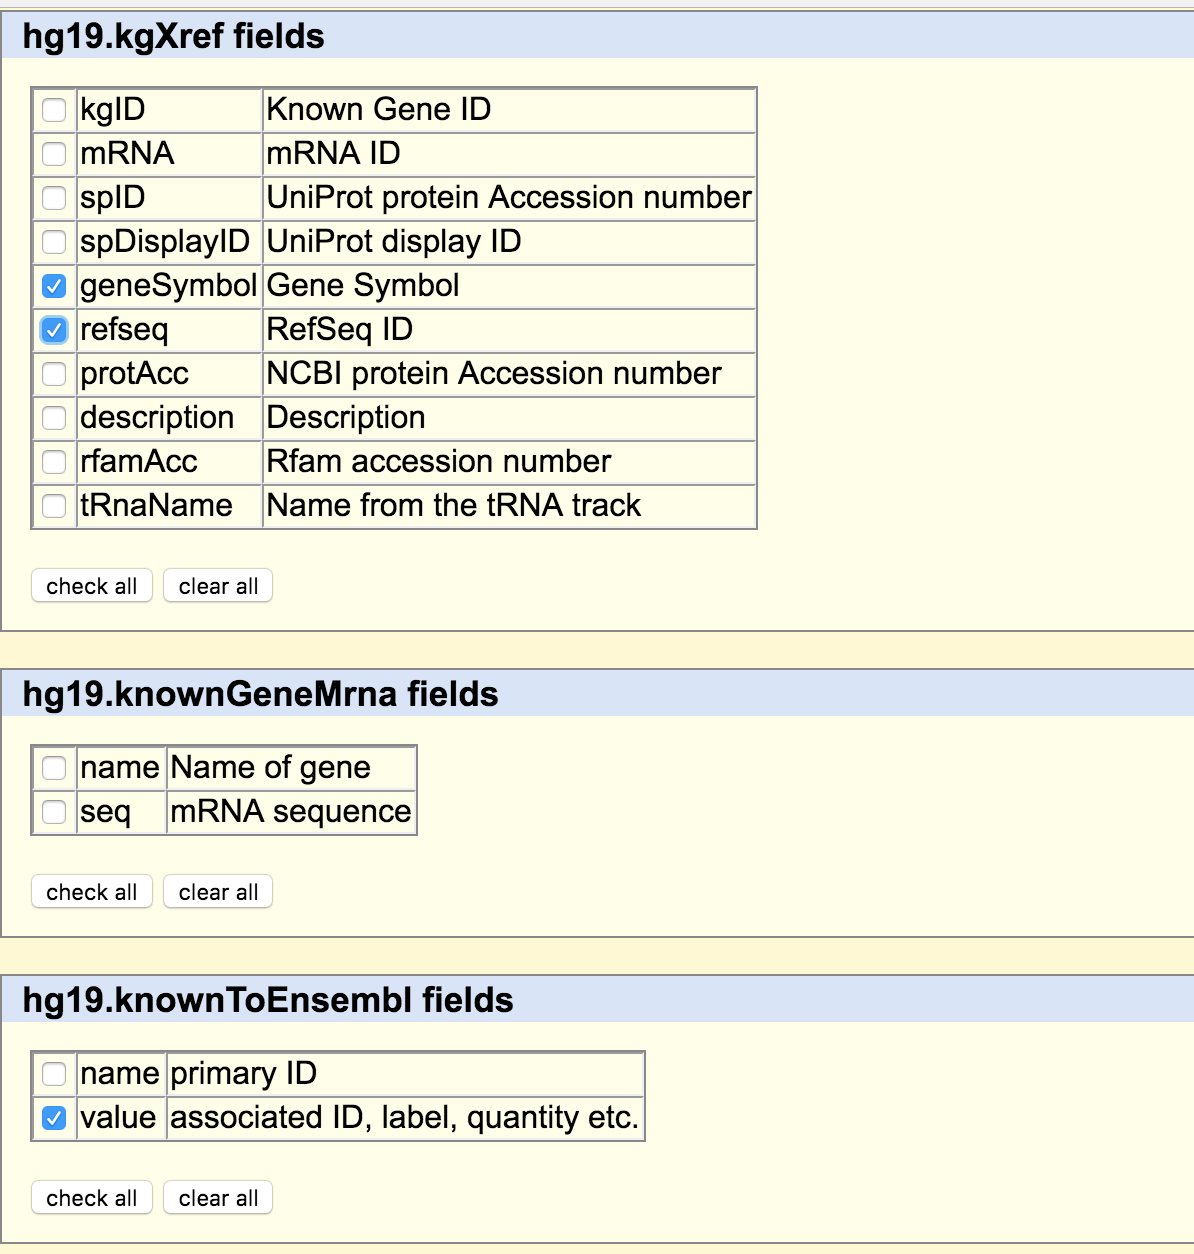 hg19.kgXref fields
kgID Known Gene ID
mRNA mRNA ID
spID UniProt protein Accession number
spDisplayID UniProt display ID
geneSymbol Gene Symbol
refseq RefSeq ID
protAcc NCBI protein Accession number
description Description
rfamAcc Rfam accession number
tRnaName Name from the tRNA track
check all clear all
hg19.knownGeneMrna fields
name Name of gene
seq mRNA sequence
check all clear all
hg19.knownToEnsembl fields
name primary ID
value associated ID, label, quantity etc.
check all clear all